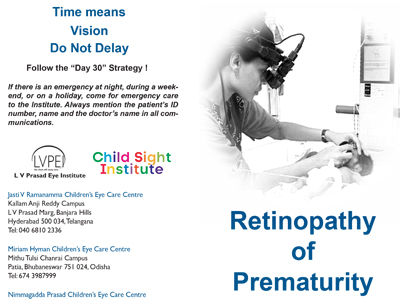 Time means
Vision
Do Not Delay
Follow the “Day 30” Strategy !
If there is an emergency at night, during a week-
end, or on a holiday, come for emergency care
to the Institute. Always mention the patient’s ID
number, name and the doctor’s name in all com-
munications.
LVPEI
L V Prasad Eye Institute
Child Sight
Institute
Jasti V Ramanamma Children’s Eye Care Centre
Kallam Anji Reddy Campus
L V Prasad Marg, Banjara Hills
Hyderabad 500 034, Telangana
Tel: 040 6810 2336
Miriam Hyman Children’s Eye Care Centre
Mithu Tulsi Chanrai Campus
Patia, Bhubaneswar 751 024, Odisha
Tel: 674 3987999
Nimmagadda Prasad Children’s Eye Care Centre
Retinopathy
of
Prematurity